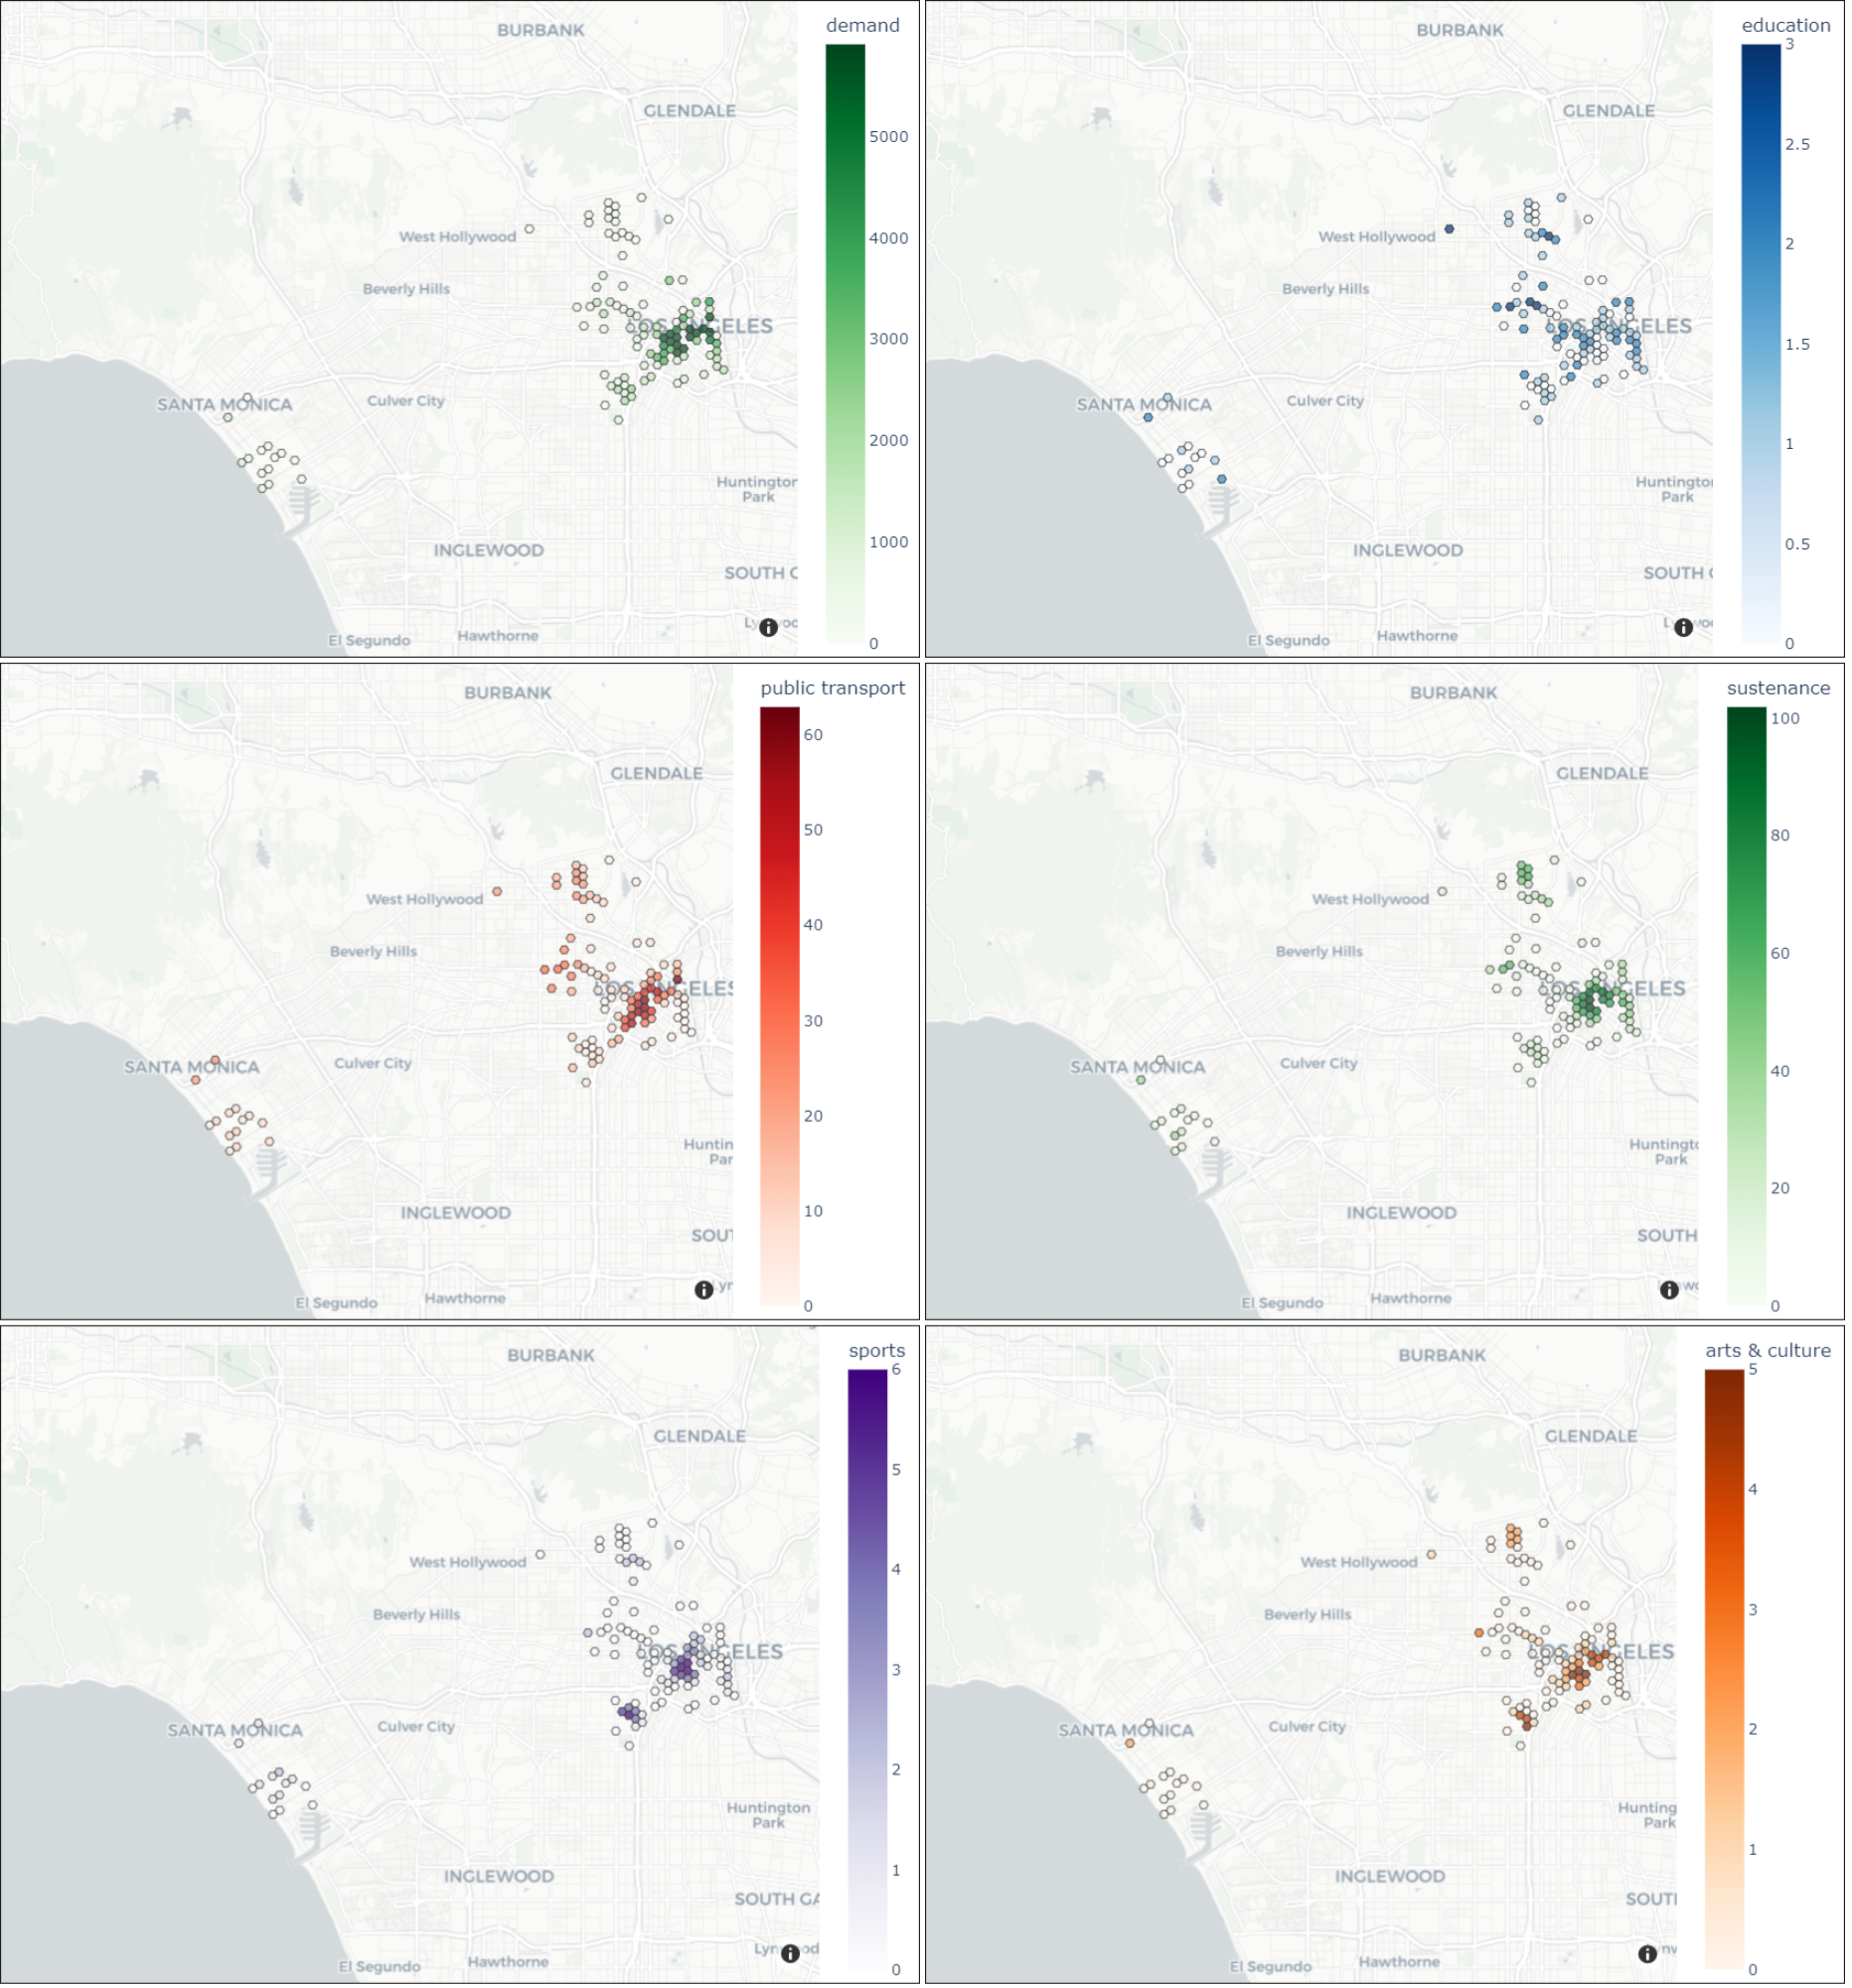 demand
BURBANK
GLENDALE
West Hollywood
Beverly Hills
LOS ANGELES
SANTA MONICA
Culver City
Huntington
Park
INGLEWOOD
SOUTH G
El Segundo
Hawthorne
5000
4000
3000
2000
1000
0
education
BURBANK
GLENDALE
West Hollywood
Beverly Hills
LOS ANGELES
SANTA MONICA
Culver City
Huntington
Park
INGLEWOOD
SOUTH G
El Segundo
Hawthorne
3
2.5
2
1.5
1
0.5
0
public transport
BURBANK
GLENDALE
West Hollywood
Beverly Hills
LOS ANGELES
SANTA MONICA
Culver City
Huntin
Par
INGLEWOOD
SOUT
El Segundo
Hawthorne
60
50
40
30
20
10
0
sustenance
BURBANK
GLENDALE
West Hollywood
Beverly Hills
LOS ANGELES
SANTA MONICA
Culver City
Huntingto
Park
INGLEWOOD
SOUTH
El Segundo
Hawthorne
100
80
60
40
20
0
sports
BURBANK
GLENDALE
West Hollywood
Beverly Hills
LOS ANGELES
SANTA MONICA
Culver City
Huntington
Park
INGLEWOOD
SOUTH GA
El Segundo
Hawthorne
6
5
4
3
2
1
0
arts & culture
BURBANK
GLENDALE
West Hollywood
Beverly Hills
LOS ANGELES
SANTA MONICA
Culver City
Hunting
Park
INGLEWOOD
SOUT
El Segundo
Hawthorne
5
4
3
2
1
0